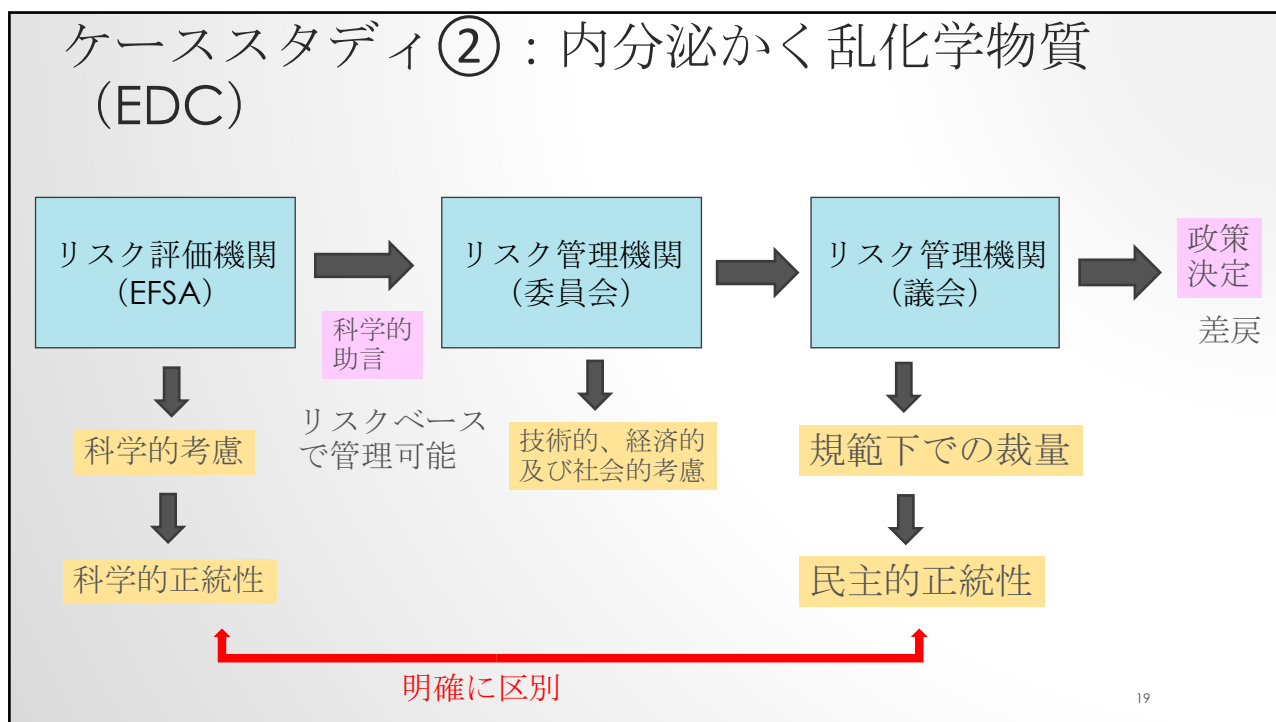 ケーススタディ②：内分泌かく乱化学物質
（EDC）
リスク評価機関
（EFSA）
科学的
助言
リスク管理機関
（委員会）
リスク管理機関
（議会）
政策
決定
差戻
科学的考慮
リスクベース
で管理可能
技術的、経済的
及び社会的考慮
規範下での裁量
科学的正統性
民主的正統性
明確に区別
19